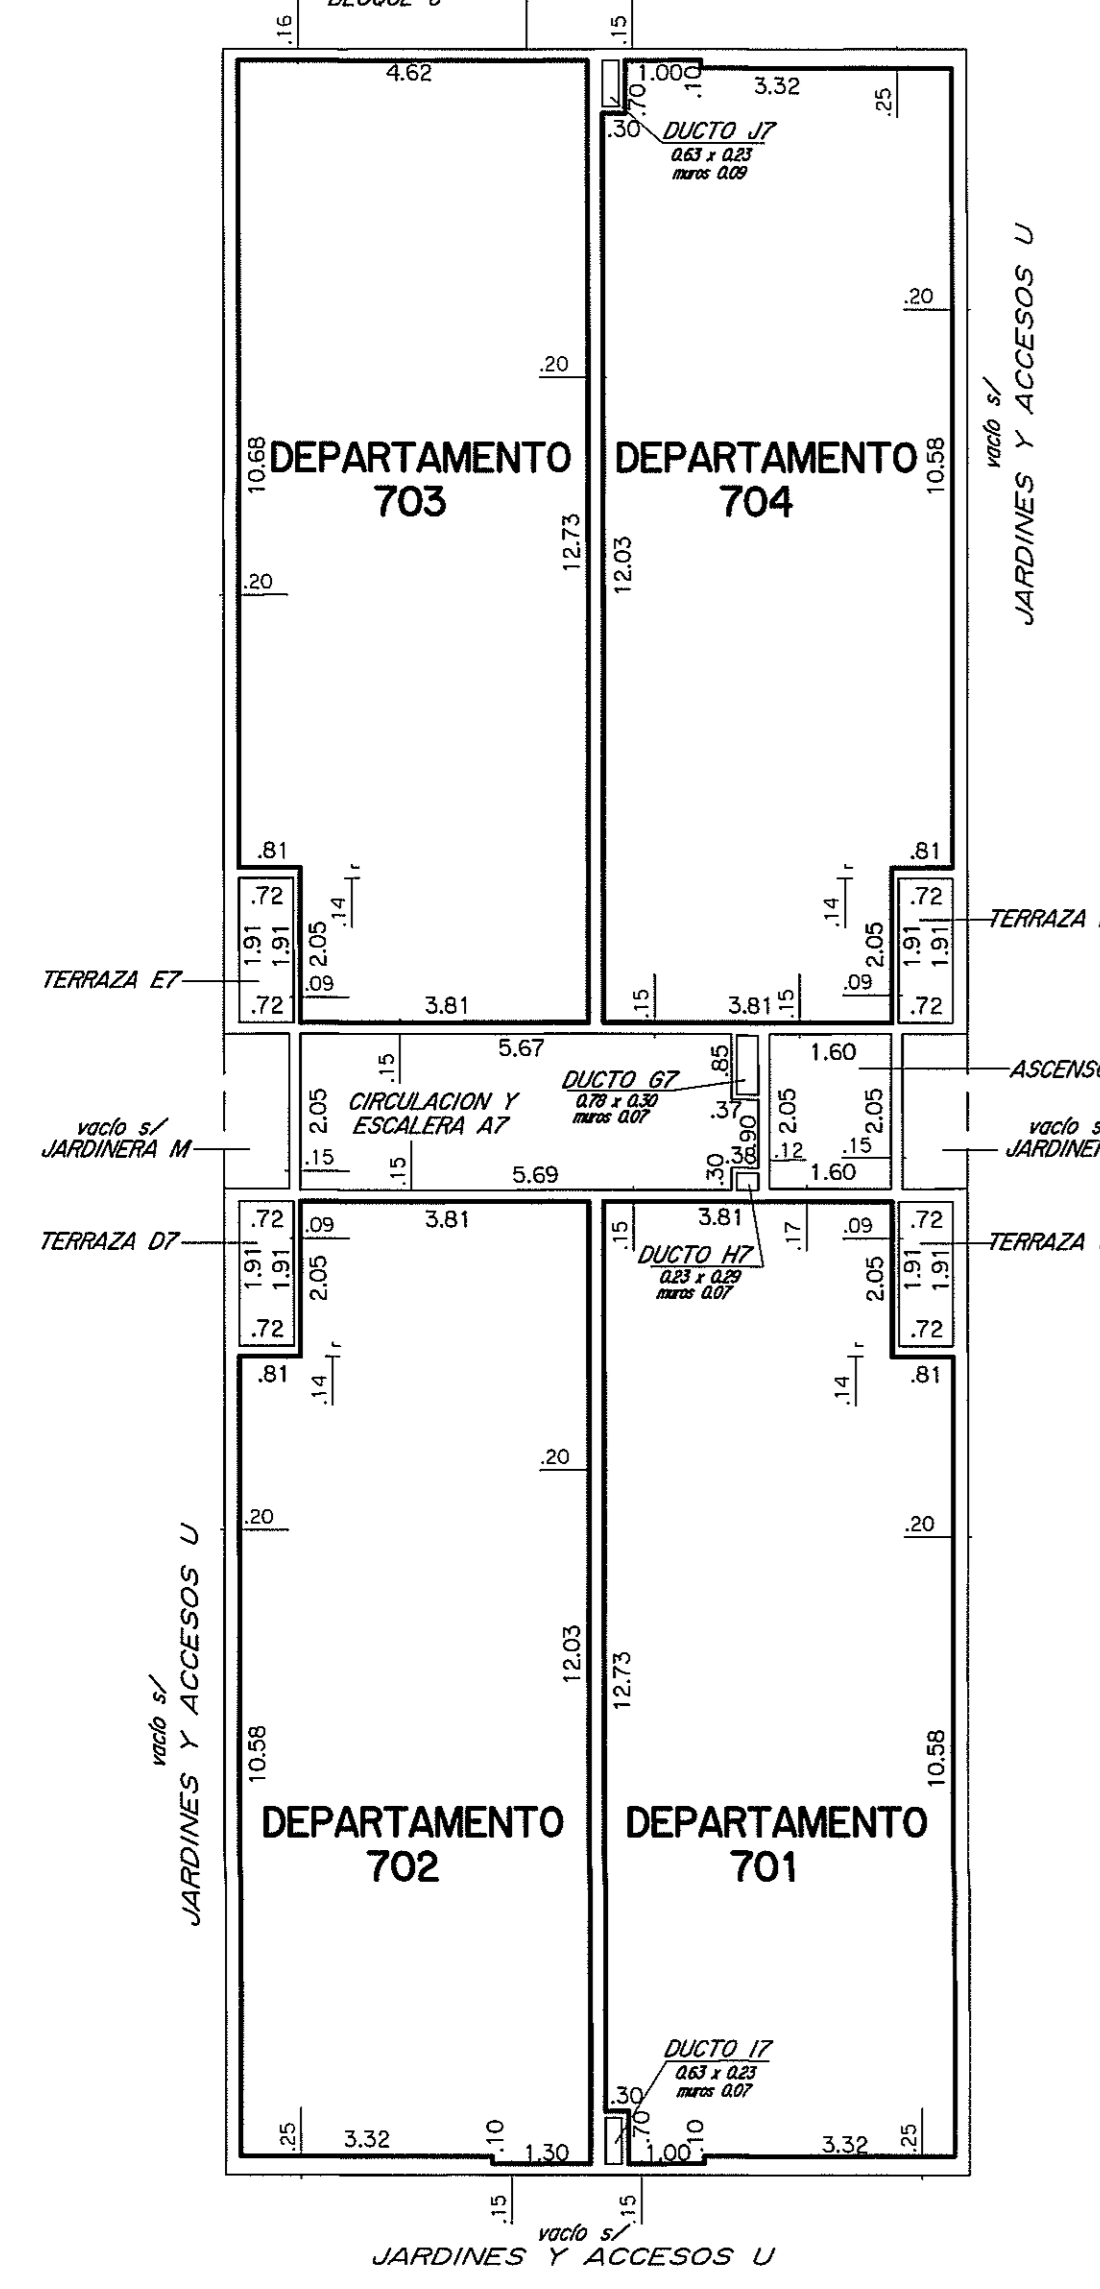 .16
.15
4.62
1.00
.10
3.32
.25
.70
.30
DUCTO J7
0.63 x 0.23
muros 0.09
.20
.20
vacío s/
JARDINES Y ACCESOS U
10.68
DEPARTAMENTO
703
DEPARTAMENTO
704
10.58
12.73
12.03
.20
.81
.81
.72
.14
r
.14
r
.72
1.91
1.91
2.05
2.05
1.91
1.91
TERRAZA
TERRAZA E7
.72
.09
3.81
.15
3.81
.15
.09
.72
5.67
.15
.85
1.60
DUCTO G7
0.78 x 0.30
muros 0.07
ASCENSO
CIRCULACION Y
ESCALERA A7
2.05
.37
.90
2.05
2.05
vacío s/
JARDINERA M
vacío s
JARDINER
.15
.15
5.69
.30
.38
.12
.15
1.60
.72
.09
3.81
.15
3.81
.17
.09
.72
TERRAZA D7
TERRAZA
1.91
1.91
2.05
DUCTO H7
0.23 x 0.29
muros 0.07
2.05
1.91
1.91
.72
.72
.81
.14
r
.14
r
.81
.20
.20
.20
vacío s/
JARDINES Y ACCESOS U
12.03
12.73
10.58
10.58
DEPARTAMENTO
702
DEPARTAMENTO
701
DUCTO I7
0.63 x 0.23
muros 0.07
.30
.70
.25
3.32
.10
1.30
1.00
.10
3.32
.25
.15
.15
vacío s/
JARDINES Y ACCESOS U